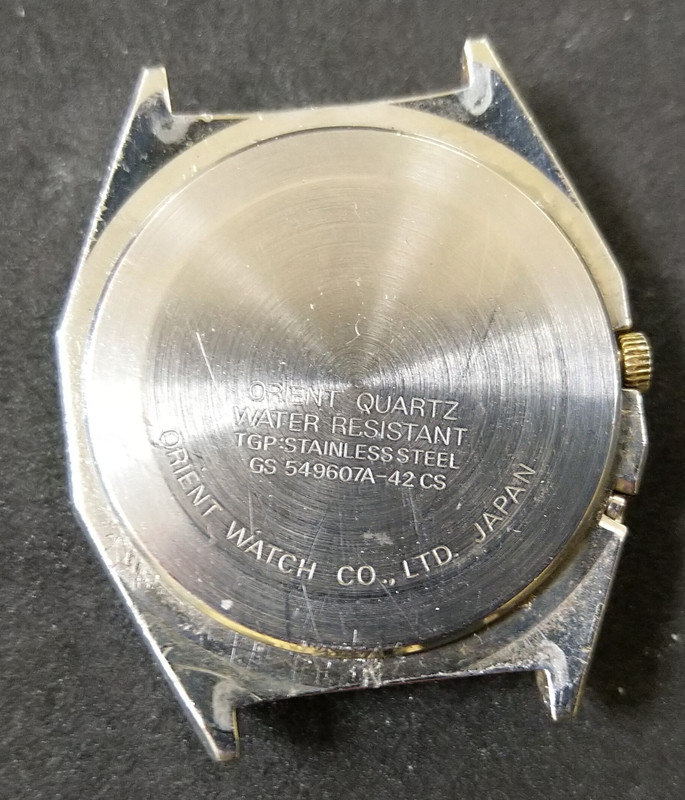 ORIENT QUARTZ
WATER RESISTANT
TGP:STAINLESS STEEL
GS 549607A-42 CS
ORIENT WATCH CO., LTD. JAPAN